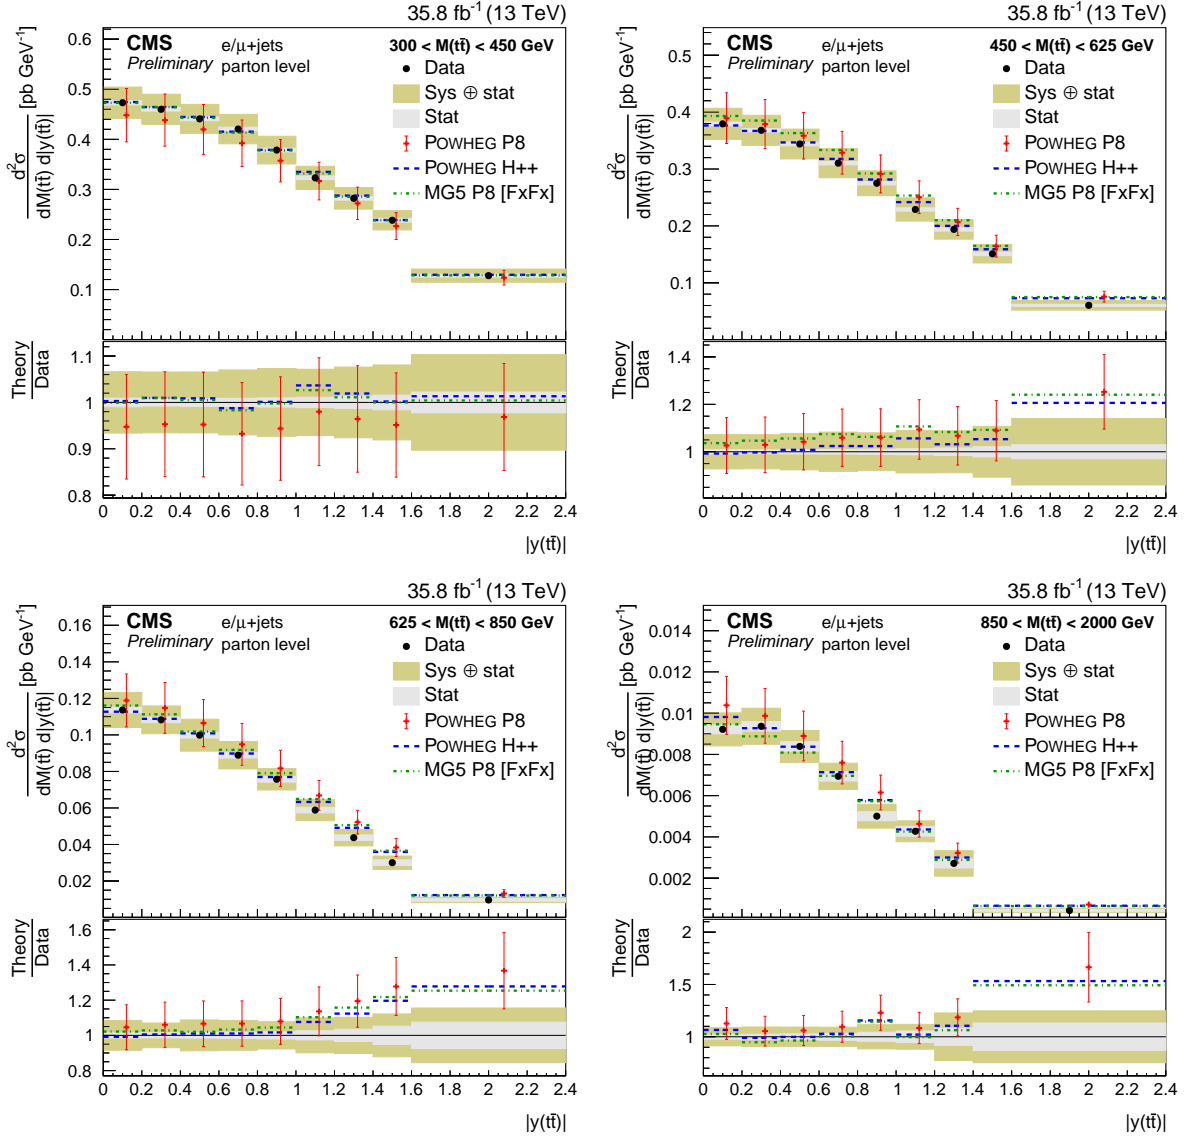 35.8 fb⁻¹ (13 TeV)
CMS
Preliminary
e/μ+jets
parton level
300 < M(tt̄) < 450 GeV
Data
Sys ⊕ stat
Stat
POWHEG P8
POWHEG H++
MG5 P8 [FxFx]
d²σ
dM(tt̄) d|y(tt̄)|
[pb GeV⁻¹]
0.6
0.5
0.4
0.3
0.2
0.1
Theory
Data
1.1
1
0.9
0.8
0 0.2 0.4 0.6 0.8 1 1.2 1.4 1.6 1.8 2 2.2 2.4
|y(tt̄)|
35.8 fb⁻¹ (13 TeV)
CMS
Preliminary
e/μ+jets
parton level
450 < M(tt̄) < 625 GeV
Data
Sys ⊕ stat
Stat
POWHEG P8
POWHEG H++
MG5 P8 [FxFx]
d²σ
dM(tt̄) d|y(tt̄)|
[pb GeV⁻¹]
0.5
0.4
0.3
0.2
0.1
Theory
Data
1.4
1.2
1
0 0.2 0.4 0.6 0.8 1 1.2 1.4 1.6 1.8 2 2.2 2.4
|y(tt̄)|
35.8 fb⁻¹ (13 TeV)
CMS
Preliminary
e/μ+jets
parton level
625 < M(tt̄) < 850 GeV
Data
Sys ⊕ stat
Stat
POWHEG P8
POWHEG H++
MG5 P8 [FxFx]
d²σ
dM(tt̄) d|y(tt̄)|
[pb GeV⁻¹]
0.16
0.14
0.12
0.1
0.08
0.06
0.04
0.02
Theory
Data
1.6
1.4
1.2
1
0.8
0 0.2 0.4 0.6 0.8 1 1.2 1.4 1.6 1.8 2 2.2 2.4
|y(tt̄)|
35.8 fb⁻¹ (13 TeV)
CMS
Preliminary
e/μ+jets
parton level
850 < M(tt̄) < 2000 GeV
Data
Sys ⊕ stat
Stat
POWHEG P8
POWHEG H++
MG5 P8 [FxFx]
d²σ
dM(tt̄) d|y(tt̄)|
[pb GeV⁻¹]
0.014
0.012
0.01
0.008
0.006
0.004
0.002
Theory
Data
2
1.5
1
0 0.2 0.4 0.6 0.8 1 1.2 1.4 1.6 1.8 2 2.2 2.4
|y(tt̄)|